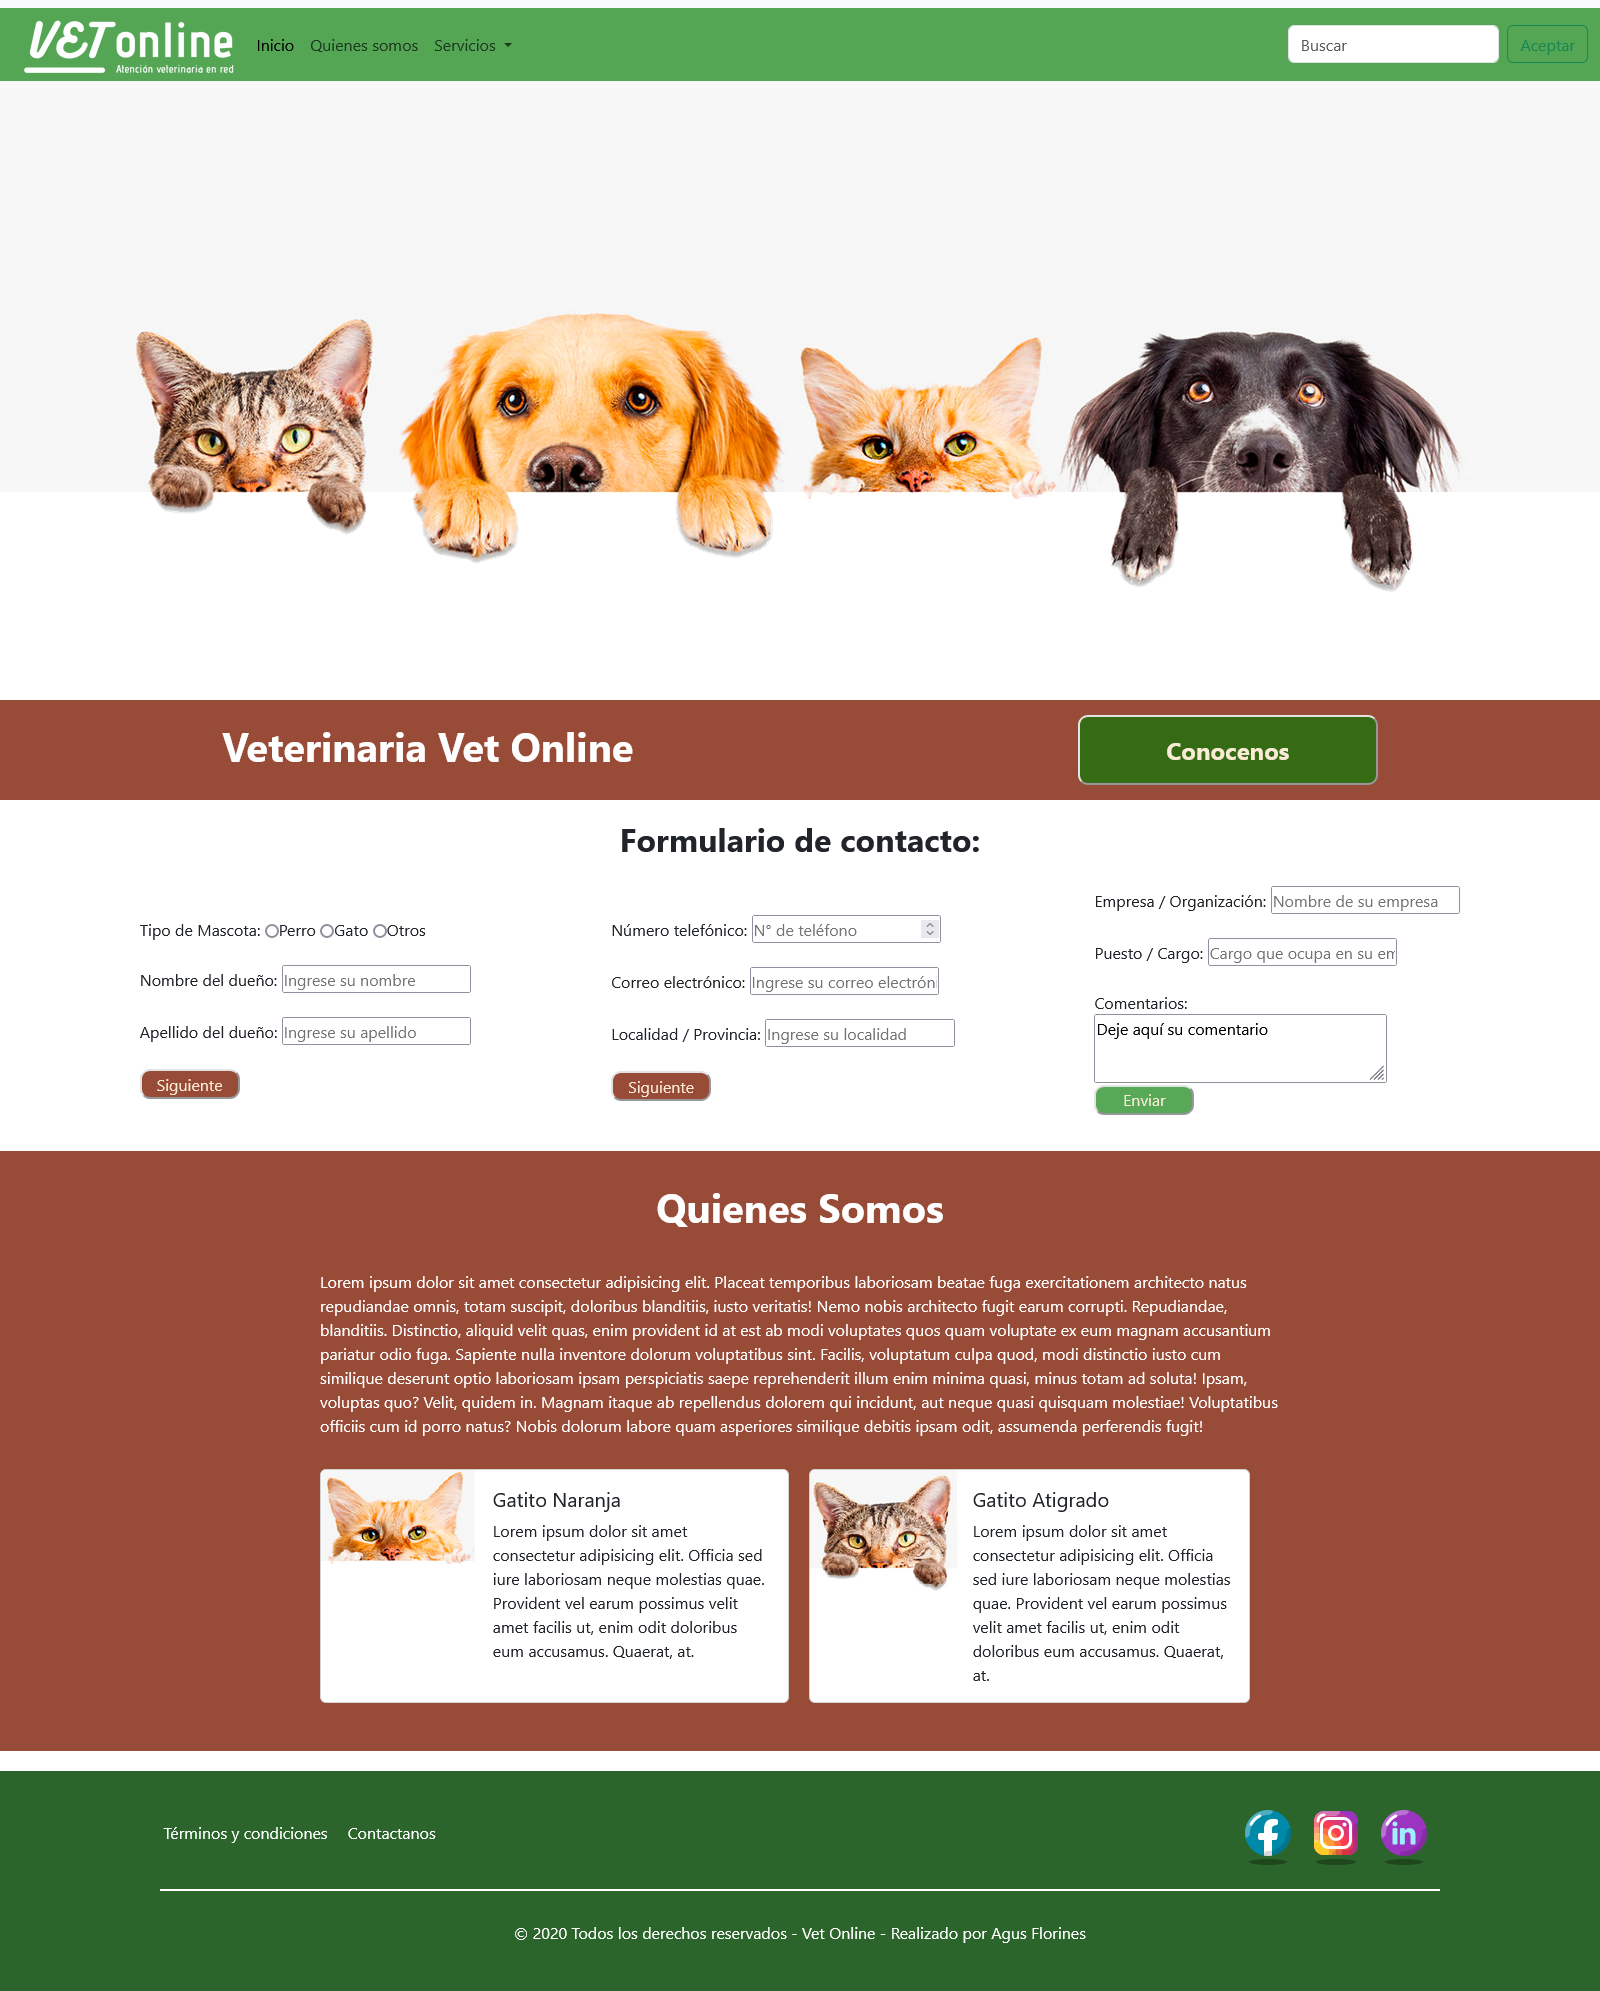 VET online
Atención veterinaria en red
Inicio Quienes somos Servicios
Buscar
Aceptar
Veterinaria Vet Online
Conocenos
Formulario de contacto:
Tipo de Mascota: Perro Gato Otros
Nombre del dueño: Ingrese su nombre
Apellido del dueño: Ingrese su apellido
Siguiente
Número telefónico: N° de teléfono
Correo electrónico: Ingrese su correo electrón
Localidad / Provincia: Ingrese su localidad
Siguiente
Empresa / Organización: Nombre de su empresa
Puesto / Cargo: Cargo que ocupa en su em
Comentarios:
Deje aquí su comentario
Enviar
Quienes Somos
Lorem ipsum dolor sit amet consectetur adipisicing elit. Placeat temporibus laboriosam beatae fuga exercitationem architecto natus
repudiandae omnis, totam suscipit, doloribus blanditiis, iusto veritatis! Nemo nobis architecto fugit earum corrupti. Repudiandae,
blanditiis. Distinctio, aliquid velit quas, enim provident id at est ab modi voluptates quos quam voluptate ex eum magnam accusantium
pariatur odio fuga. Sapiente nulla inventore dolorum voluptatibus sint. Facilis, voluptatum culpa quod, modi distinctio iusto cum
similique deserunt optio laboriosam ipsam perspiciatis saepe reprehenderit illum enim minima quasi, minus totam ad soluta! Ipsam,
voluptas quo? Velit, quidem in. Magnam itaque ab repellendus dolorem qui incidunt, aut neque quasi quisquam molestiae! Voluptatibus
officiis cum id porro natus? Nobis dolorum labore quam asperiores similique debitis ipsam odit, assumenda perferendis fugit!
Gatito Naranja
Lorem ipsum dolor sit amet
consectetur adipisicing elit. Officia sed
iure laboriosam neque molestias quae.
Provident vel earum possimus velit
amet facilis ut, enim odit doloribus
eum accusamus. Quaerat, at.
Gatito Atigrado
Lorem ipsum dolor sit amet
consectetur adipisicing elit. Officia
sed iure laboriosam neque molestias
quae. Provident vel earum possimus
velit amet facilis ut, enim odit
doloribus eum accusamus. Quaerat,
at.
Términos y condiciones Contactanos
© 2020 Todos los derechos reservados - Vet Online - Realizado por Agus Florines